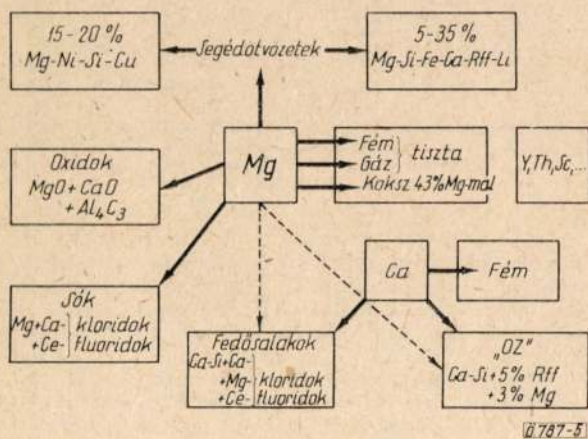 15-20 %
Mg-Ni-Si-Cu
Segédötvözetek
5-35 %
Mg-Si-Fe-Ca-Rff-Li
Oxidok
MgO + CaO
+ Al₄C₃
Mg
Fém
Gáz } tiszta
Koksz 43% Mg-mal
Y, Th, Sc, ...
Sók
Mg+Ca- } kloridok
+Ce- } fluoridok
Ca
Fém
Fedősalakok
Ca-Si+Ca-
+Mg- } kloridok
+Ce- } fluoridok
„OZ"
Ca-Si+5% Rff
+3% Mg
Ö.787-5